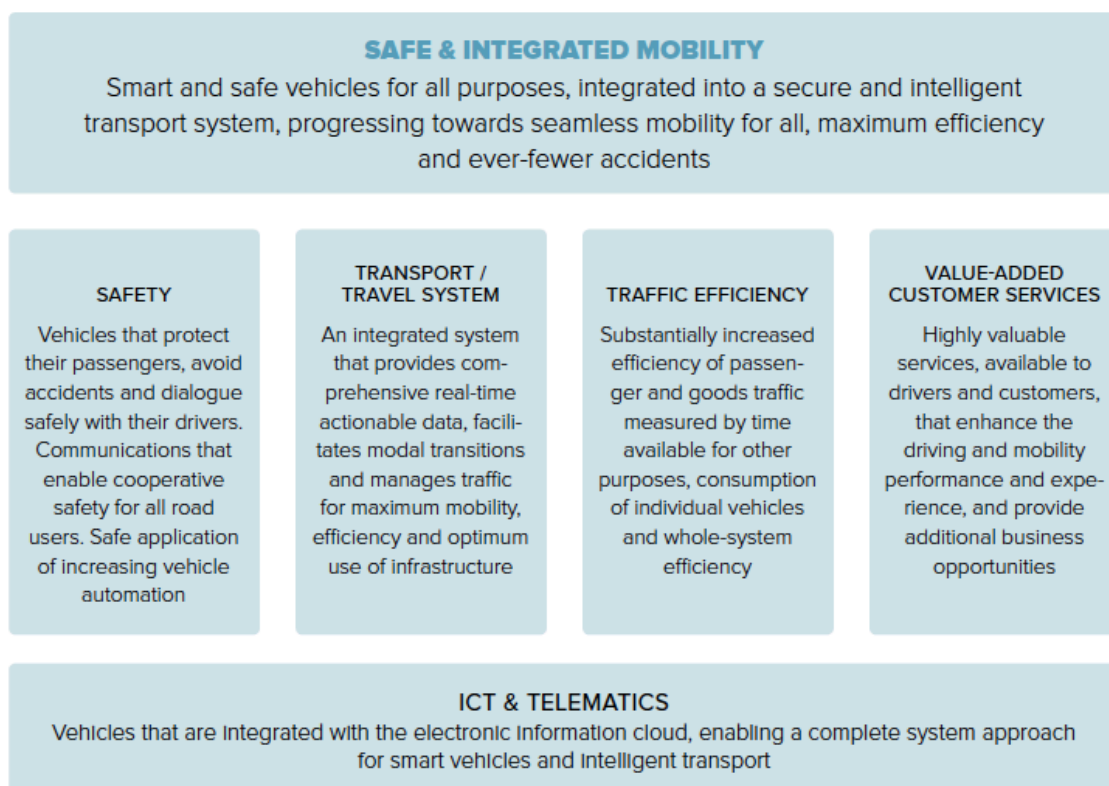 SAFE & INTEGRATED MOBILITY
Smart and safe vehicles for all purposes, integrated into a secure and intelligent
transport system, progressing towards seamless mobility for all, maximum efficiency
and ever-fewer accidents
SAFETY
Vehicles that protect
their passengers, avoid
accidents and dialogue
safely with their drivers.
Communications that
enable cooperative
safety for all road
users. Safe application
of increasing vehicle
automation
TRANSPORT /
TRAVEL SYSTEM
An integrated system
that provides com-
prehensive real-time
actionable data, facili-
tates modal transitions
and manages traffic
for maximum mobility,
efficiency and optimum
use of infrastructure
TRAFFIC EFFICIENCY
Substantially increased
efficiency of passen-
ger and goods traffic
measured by time
available for other
purposes, consumption
of individual vehicles
and whole-system
efficiency
VALUE-ADDED
CUSTOMER SERVICES
Highly valuable
services, available to
drivers and customers,
that enhance the
driving and mobility
performance and expe-
rience, and provide
additional business
opportunities
ICT & TELEMATICS
Vehicles that are integrated with the electronic information cloud, enabling a complete system approach
for smart vehicles and intelligent transport